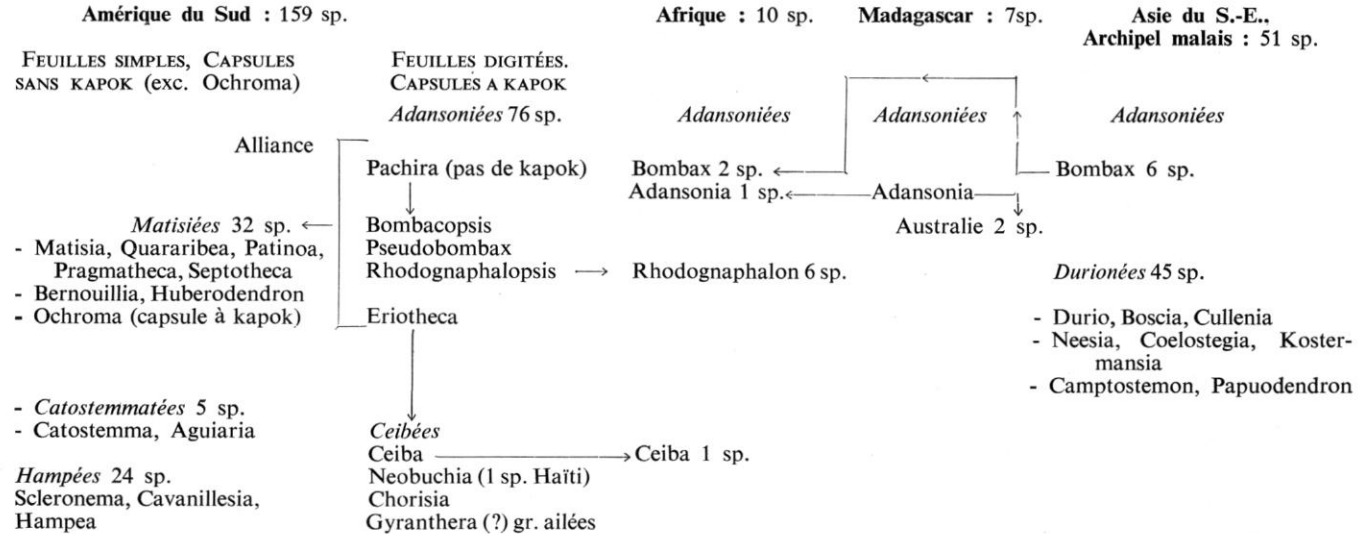 Amérique du Sud : 159 sp.
FEUILLES SIMPLES, CAPSULES
SANS KAPOK (exc. Ochroma)
FEUILLES DIGITÉES.
CAPSULES A KAPOK
Adansoniées 76 sp.
Alliance
Pachira (pas de kapok)
Matisiées 32 sp.
- Matisia, Quararibea, Patinoa,
Pragmatheca, Septotheca
- Bernouillia, Huberodendron
- Ochroma (capsule à kapok)
Bombacopsis
Pseudobombax
Rhodognaphalopsis
Eriotheca
- Catostemmatées 5 sp.
- Catostemma, Aguiaria
Hampées 24 sp.
Scleronema, Cavanillesia,
Hampea
Ceibées
Ceiba
Neobuchia (1 sp. Haïti)
Chorisia
Gyranthera (?) gr. ailées
Afrique : 10 sp.
Adansoniées
Bombax 2 sp.
Adansonia 1 sp.
Rhodognaphalon 6 sp.
Ceiba 1 sp.
Madagascar : 7sp.
Adansoniées
Adansonia
Australie 2 sp.
Asie du S.-E.,
Archipel malais : 51 sp.
Adansoniées
Bombax 6 sp.
Durionées 45 sp.
- Durio, Boscia, Cullenia
- Neesia, Coelostegia, Koster-
mansia
- Camptostemon, Papuodendron